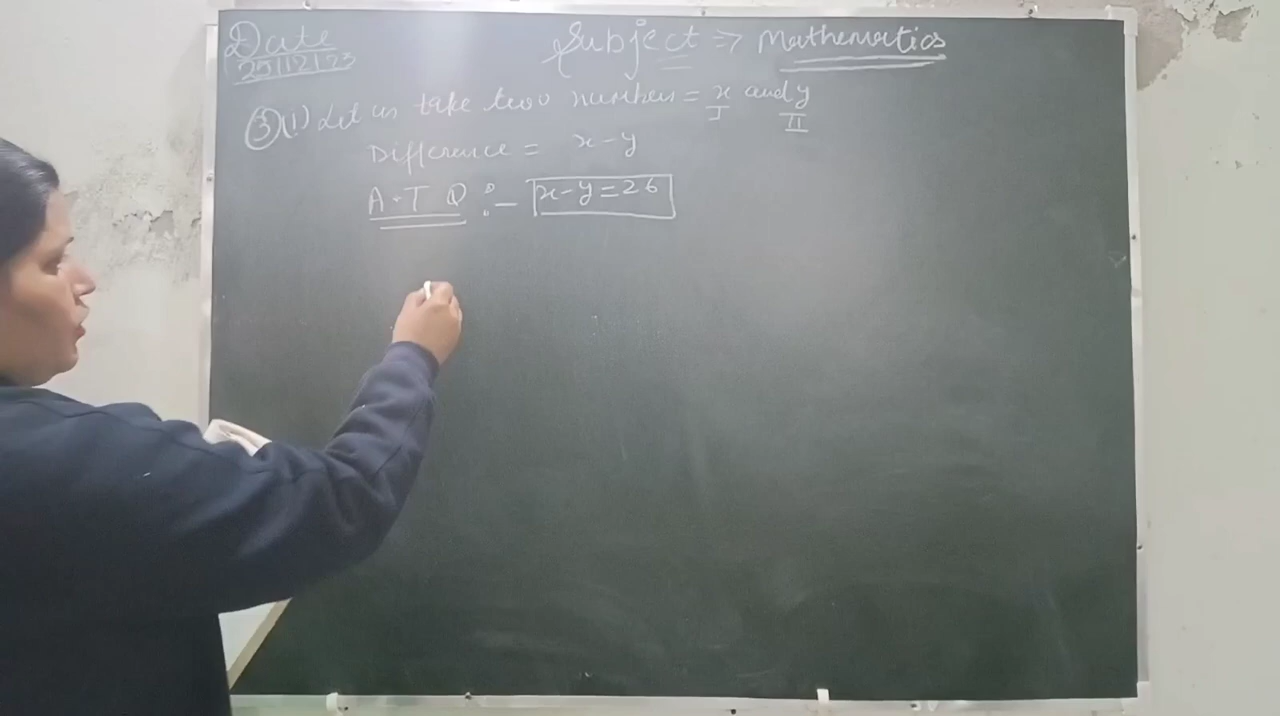 Date Subject => Mathematics
25/12/23
③(1) Let us take two numbers = x and y
I II
Difference = x - y
A.T Q :- x-y=26